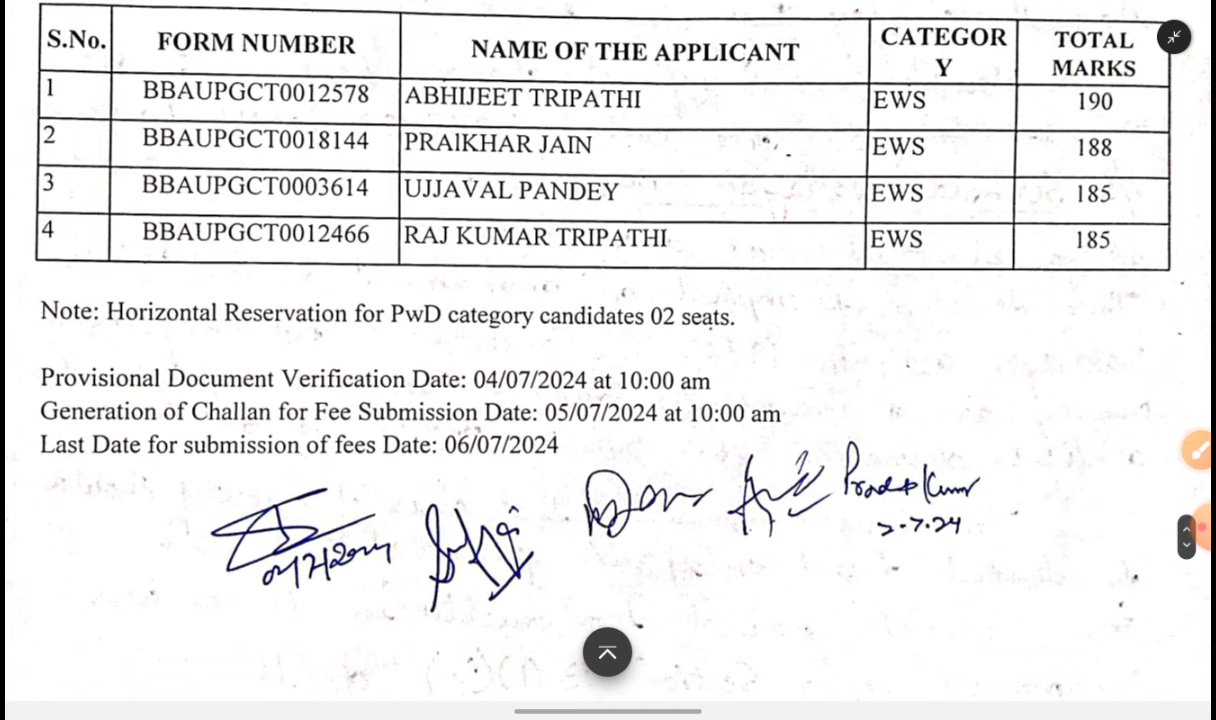 S.No. FORM NUMBER NAME OF THE APPLICANT CATEGOR TOTAL
Y MARKS
1 BBAUPGCT0012578 ABHIJEET TRIPATHI EWS 190
2 BBAUPGCT0018144 PRAIKHAR JAIN EWS 188
3 BBAUPGCT0003614 UJJAVAL PANDEY EWS 185
4 BBAUPGCT0012466 RAJ KUMAR TRIPATHI EWS 185
Note: Horizontal Reservation for PwD category candidates 02 seats.
Provisional Document Verification Date: 04/07/2024 at 10:00 am
Generation of Challan for Fee Submission Date: 05/07/2024 at 10:00 am
Last Date for submission of fees Date: 06/07/2024
Kumar
2.7.24